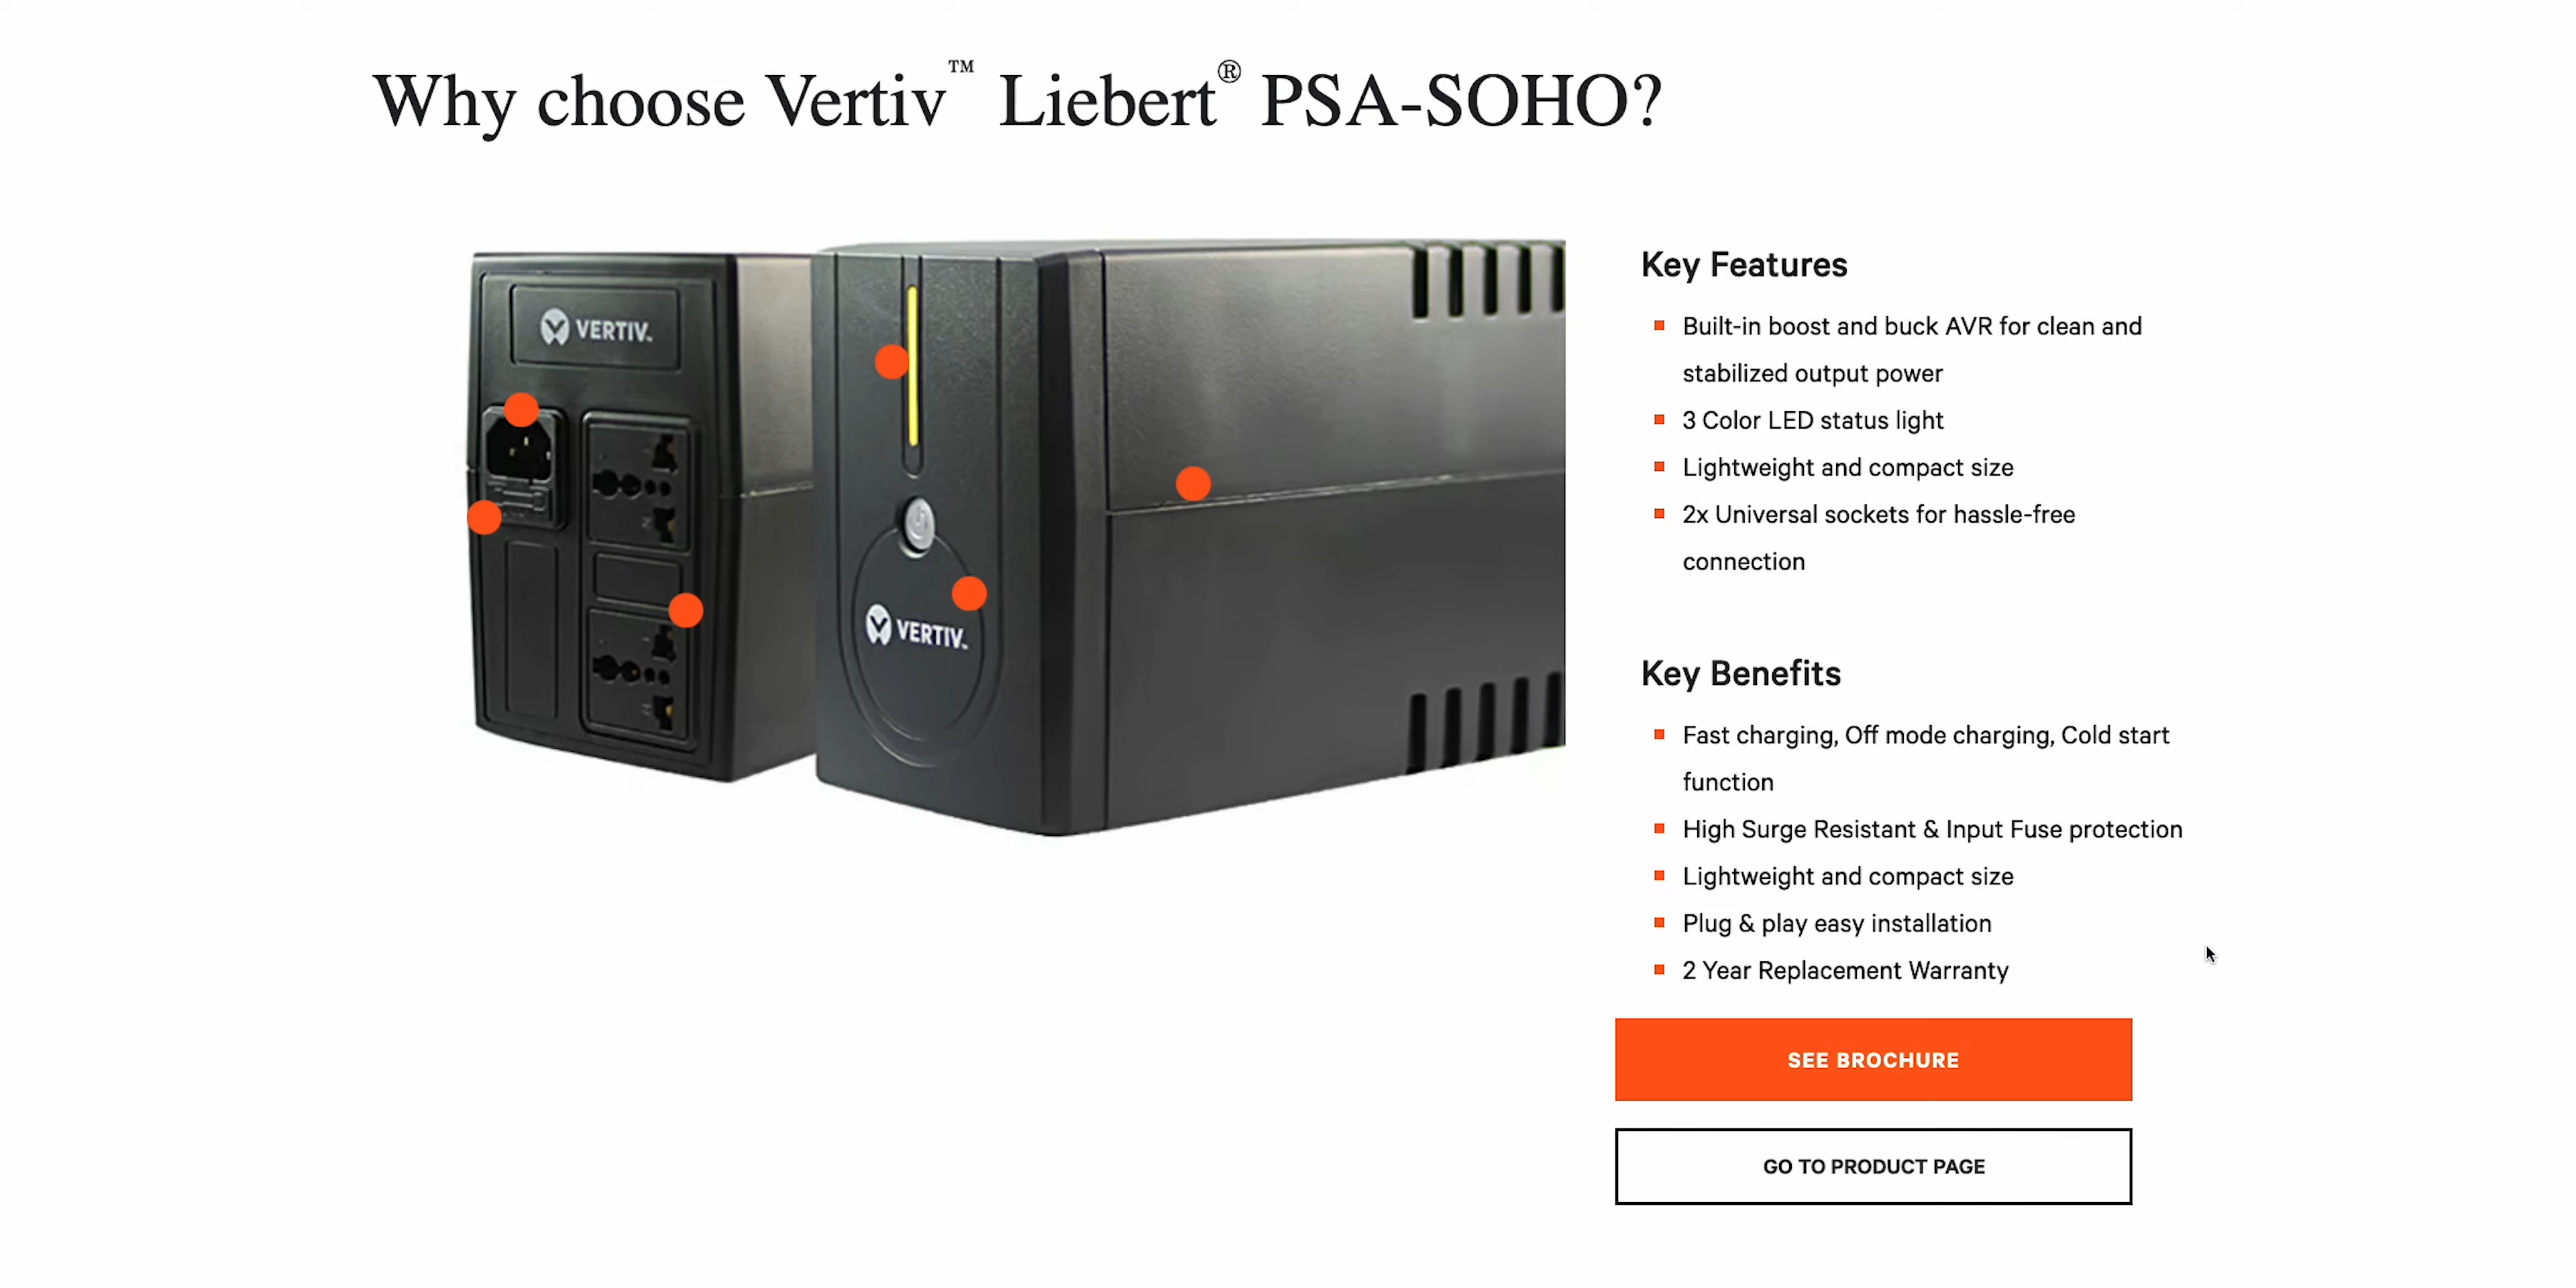 Why choose Vertiv™ Liebert® PSA-SOHO?
VERTIV™
VERTIV™
Key Features
Built-in boost and buck AVR for clean and
stabilized output power
3 Color LED status light
Lightweight and compact size
2x Universal sockets for hassle-free
connection
Key Benefits
Fast charging, Off mode charging, Cold start
function
High Surge Resistant & Input Fuse protection
Lightweight and compact size
Plug & play easy installation
2 Year Replacement Warranty
SEE BROCHURE
GO TO PRODUCT PAGE